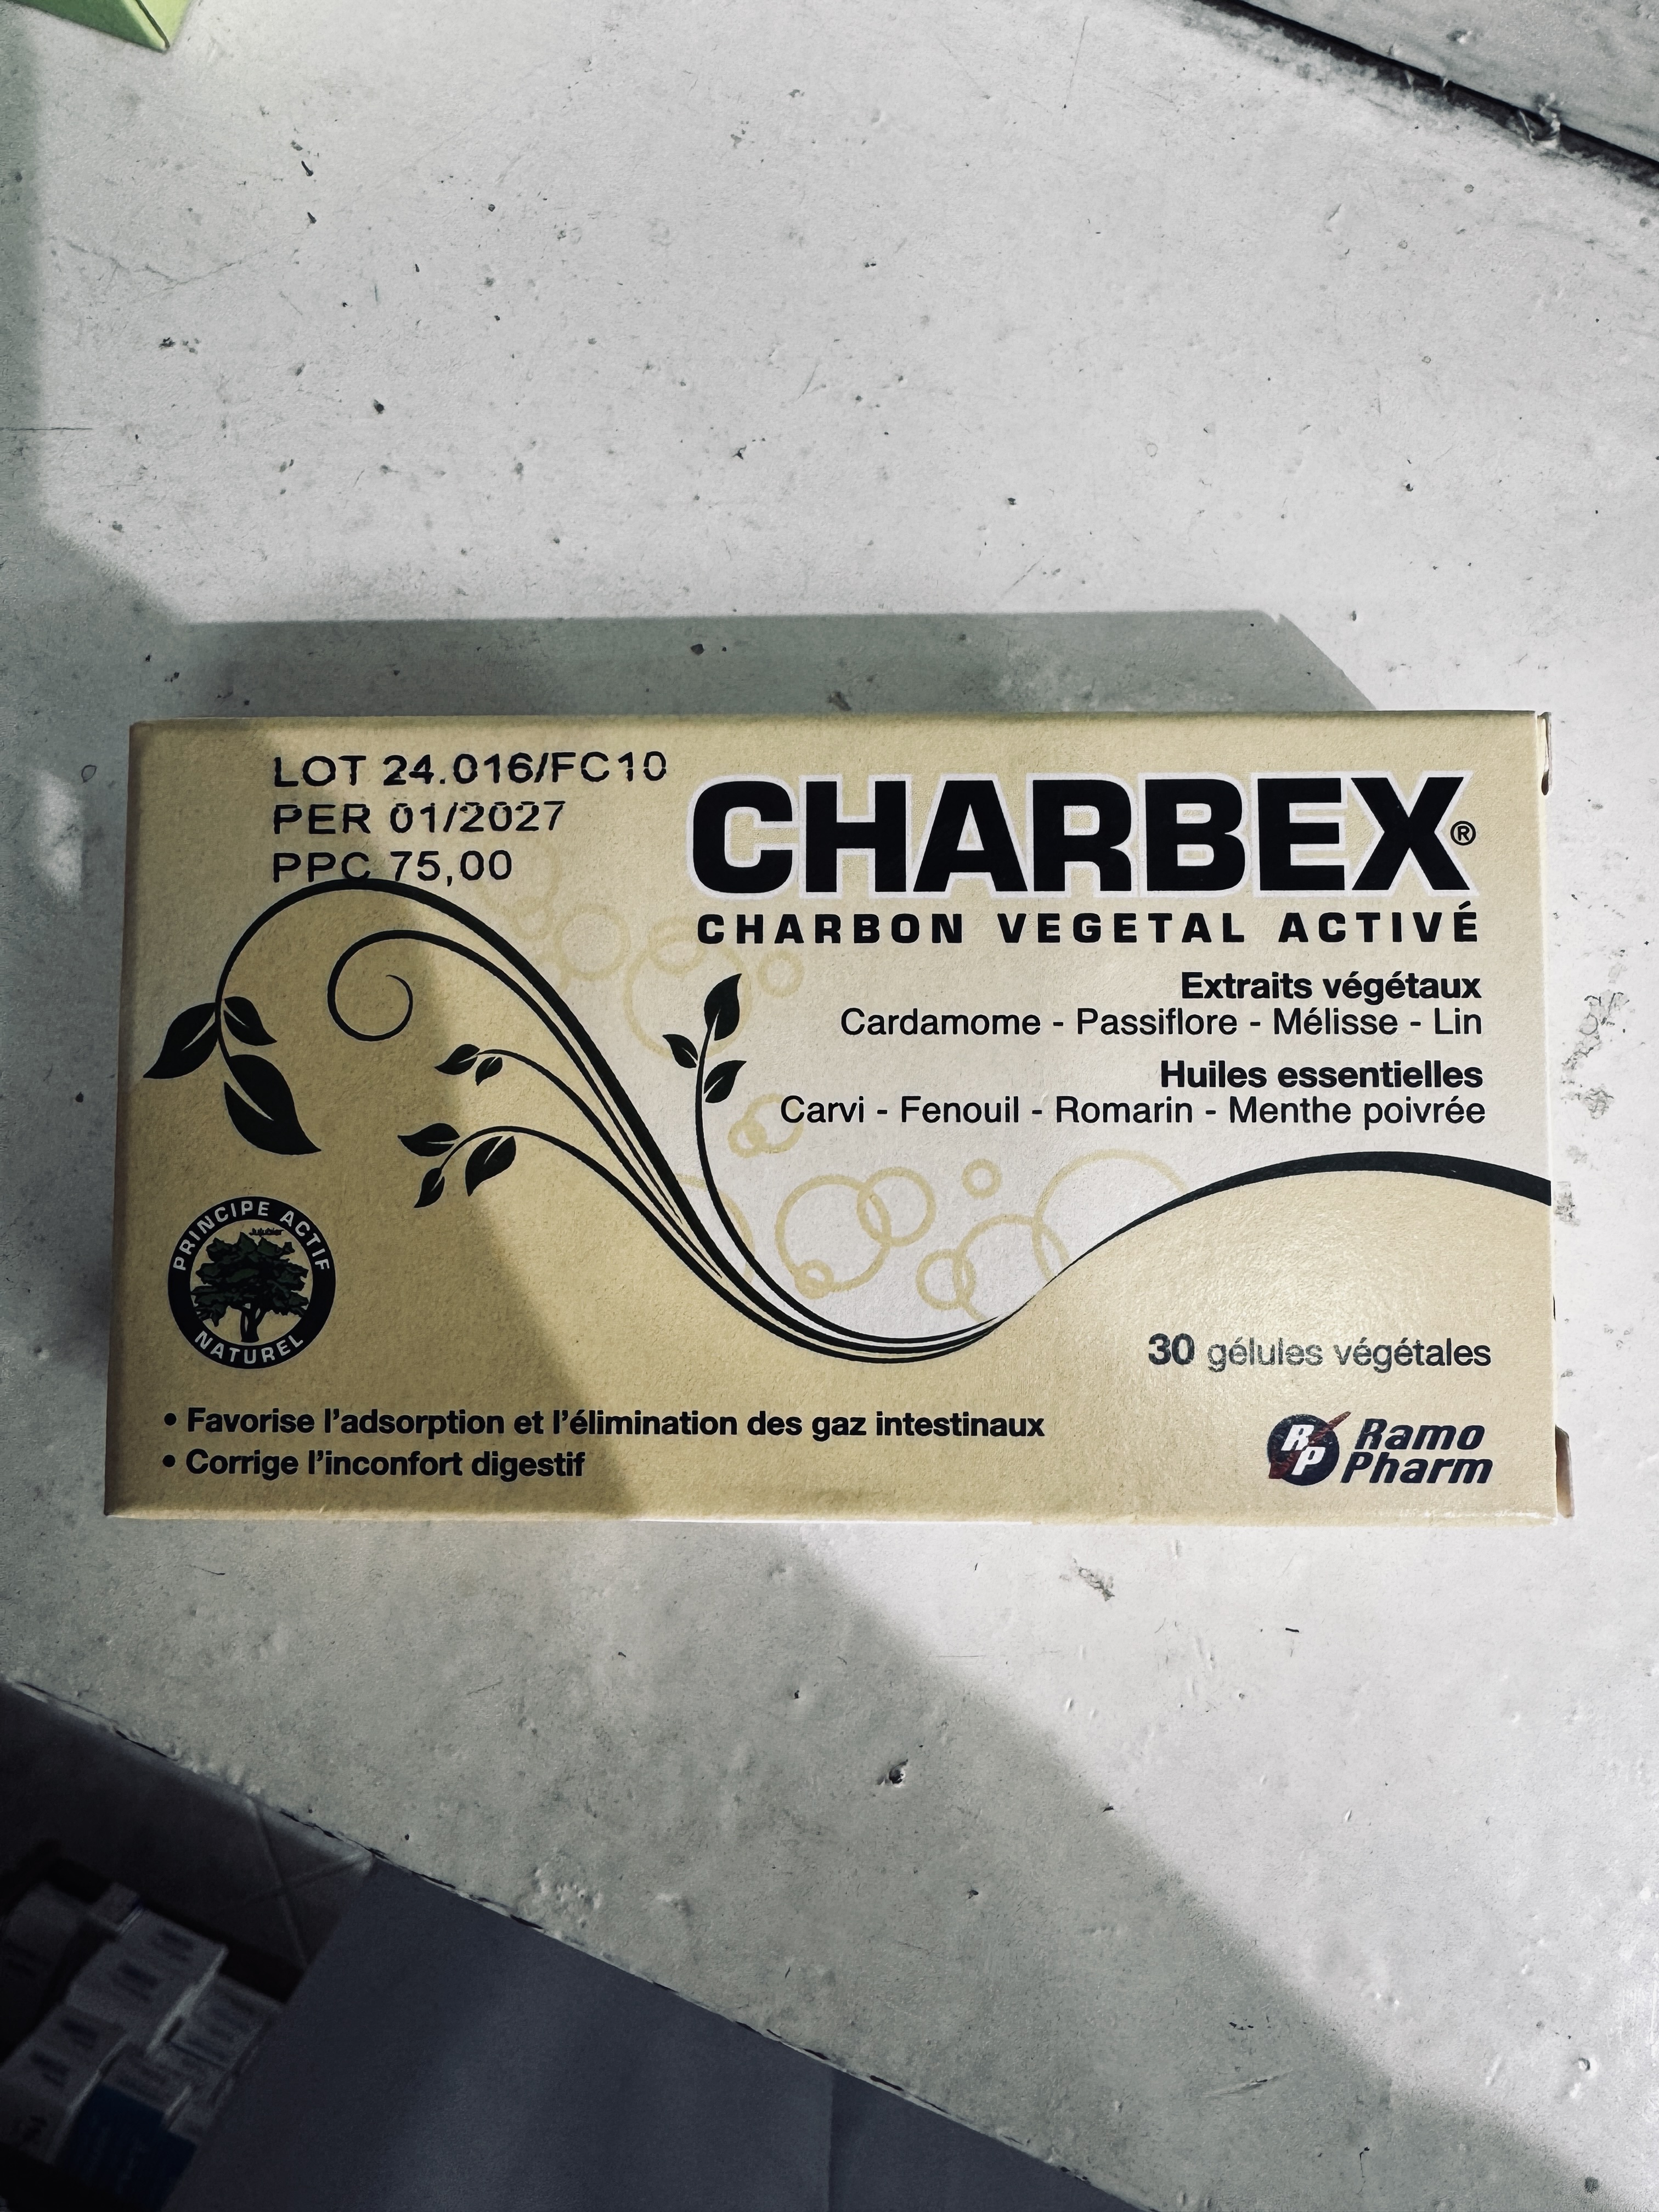 LOT 24.016/FC10
PER 01/2027
PPC 75,00
CHARBEX®
CHARBON VEGETAL ACTIVÉ
Extraits végétaux
Cardamome - Passiflore - Mélisse - Lin
Huiles essentielles
Carvi - Fenouil - Romarin - Menthe poivrée
PRINCIPE ACTIF
Jujubier
NATUREL
30 gélules végétales
• Favorise l'adsorption et l'élimination des gaz intestinaux
• Corrige l'inconfort digestif
RP
Ramo
Pharm